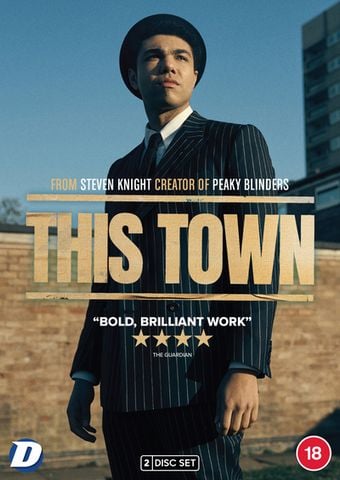 FROM STEVEN KNIGHT CREATOR OF PEAKY BLINDERS
THIS TOWN
“BOLD, BRILLIANT WORK”
★★★★
THE GUARDIAN
D
2 DISC SET
18